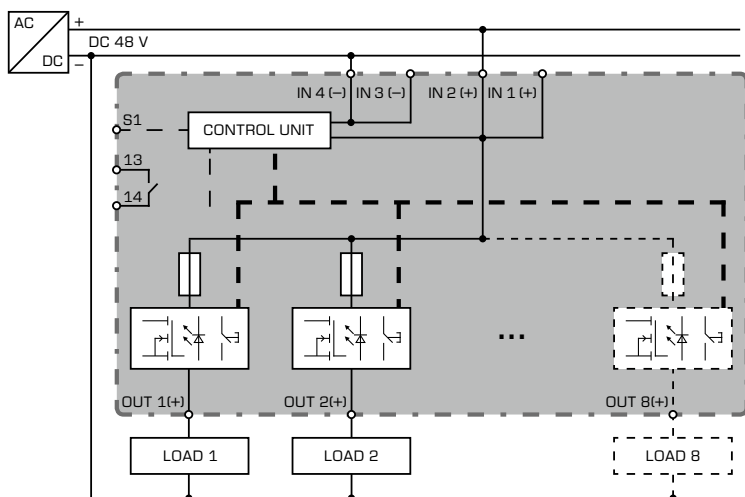 AC
+
DC 48 V
DC
−
IN 4 (−) IN 3 (−) IN 2 (+) IN 1 (+)
S1
CONTROL UNIT
13
14
...
OUT 1(+) OUT 2(+) OUT 8(+)
LOAD 1 LOAD 2 LOAD 8